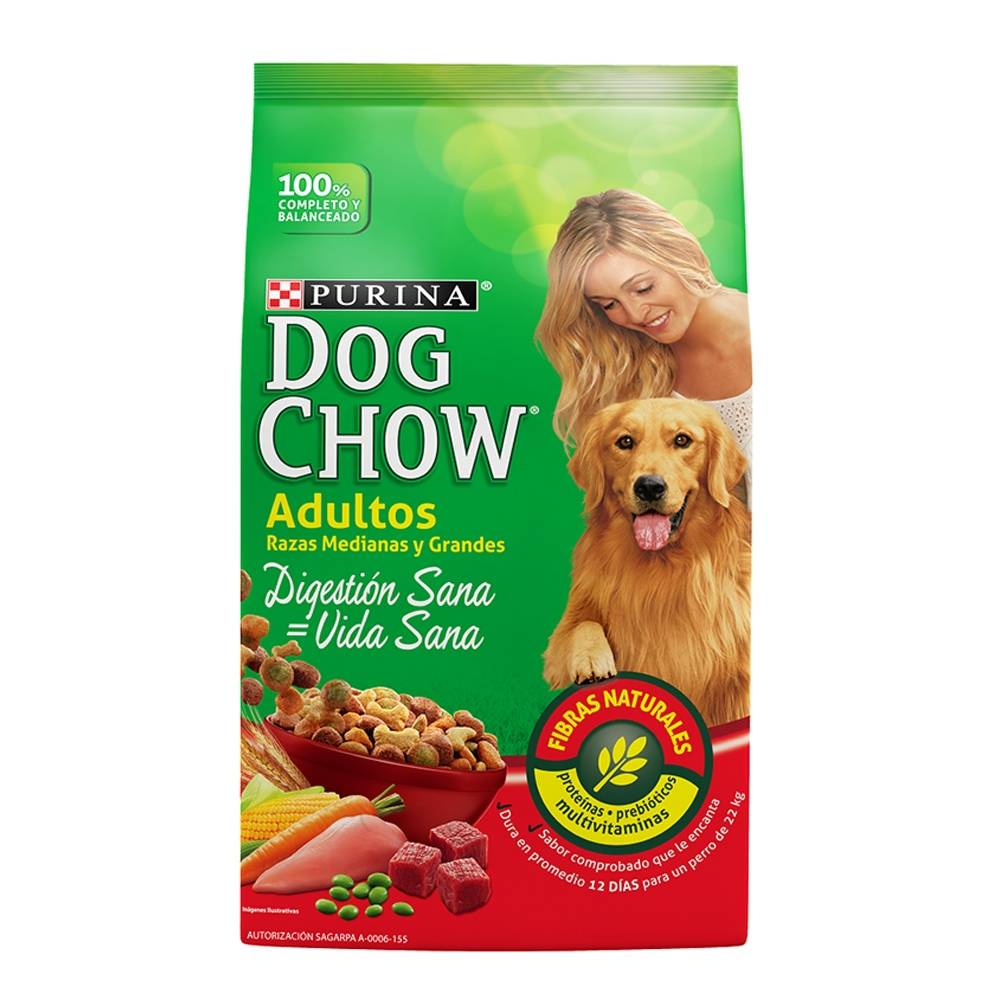 100%
COMPLETO Y
BALANCEADO
PURINA®
DOG
CHOW®
Adultos
Razas Medianas y Grandes
Digestión Sana
= Vida Sana
FIBRAS NATURALES
proteínas • prebióticos
multivitaminas
✓Sabor comprobado que le encanta
✓Dura en promedio 12 DÍAS para un perro de 22 kg
Imágenes Ilustrativas
AUTORIZACIÓN SAGARPA A-0006-155